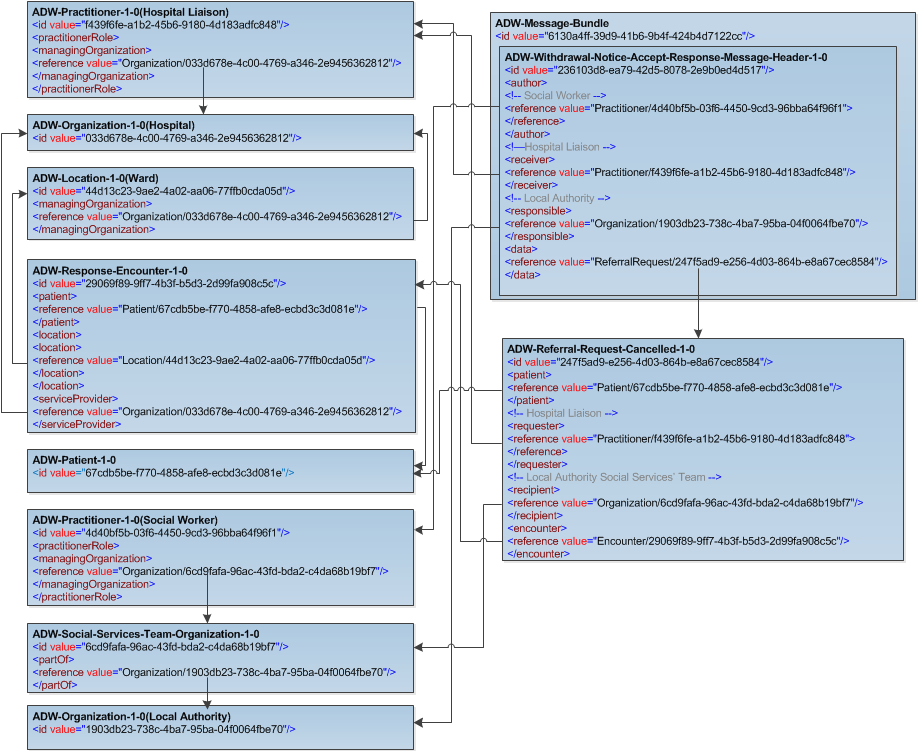 ADW-Practitioner-1-0(Hospital Liaison)
<id value="f439f6fe-a1b2-45b6-9180-4d183adfc848"/>
<practitionerRole>
<managingOrganization>
<reference value="Organization/033d678e-4c00-4769-a346-2e9456362812"/>
</managingOrganization>
</practitionerRole>
ADW-Organization-1-0(Hospital)
<id value="033d678e-4c00-4769-a346-2e9456362812"/>
ADW-Location-1-0(Ward)
<id value="44d13c23-9ae2-4a02-aa06-77ffb0cda05d"/>
<managingOrganization>
<reference value="Organization/033d678e-4c00-4769-a346-2e9456362812"/>
</managingOrganization>
ADW-Response-Encounter-1-0
<id value="29069f89-9ff7-4b3f-b5d3-2d99fa908c5c"/>
<patient>
<reference value="Patient/67cdb5be-f770-4858-afe8-ecbd3c3d081e"/>
</patient>
<location>
<location>
<reference value="Location/44d13c23-9ae2-4a02-aa06-77ffb0cda05d"/>
</location>
</location>
<serviceProvider>
<reference value="Organization/033d678e-4c00-4769-a346-2e9456362812"/>
</serviceProvider>
ADW-Patient-1-0
<id value="67cdb5be-f770-4858-afe8-ecbd3c3d081e"/>
ADW-Practitioner-1-0(Social Worker)
<id value="4d40bf5b-03f6-4450-9cd3-96bba64f96f1"/>
<practitionerRole>
<managingOrganization>
<reference value="Organization/6cd9fafa-96ac-43fd-bda2-c4da68b19bf7"/>
</managingOrganization>
</practitionerRole>
ADW-Social-Services-Team-Organization-1-0
<id value="6cd9fafa-96ac-43fd-bda2-c4da68b19bf7"/>
<partOf>
<reference value="Organization/1903db23-738c-4ba7-95ba-04f0064fbe70"/>
</partOf>
ADW-Organization-1-0(Local Authority)
<id value="1903db23-738c-4ba7-95ba-04f0064fbe70"/>
ADW-Message-Bundle
<id value="6130a4ff-39d9-41b6-9b4f-424b4d7122cc"/>
ADW-Withdrawal-Notice-Accept-Response-Message-Header-1-0
<id value="236103d8-ea79-42d5-8078-2e9b0ed4d517"/>
<author>
<!-- Social Worker -->
<reference value="Practitioner/4d40bf5b-03f6-4450-9cd3-96bba64f96f1">
</reference>
</author>
<!—Hospital Liaison -->
<receiver>
<reference value="Practitioner/f439f6fe-a1b2-45b6-9180-4d183adfc848"/>
</receiver>
<!-- Local Authority -->
<responsible>
<reference value="Organization/1903db23-738c-4ba7-95ba-04f0064fbe70"/>
</responsible>
<data>
<reference value="ReferralRequest/247f5ad9-e256-4d03-864b-e8a67cec8584"/>
</data>
ADW-Referral-Request-Cancelled-1-0
<id value="247f5ad9-e256-4d03-864b-e8a67cec8584"/>
<patient>
<reference value="Patient/67cdb5be-f770-4858-afe8-ecbd3c3d081e"/>
</patient>
<!-- Hospital Liaison -->
<requester>
<reference value="Practitioner/f439f6fe-a1b2-45b6-9180-4d183adfc848">
</reference>
</requester>
<!-- Local Authority Social Services' Team -->
<recipient>
<reference value="Organization/6cd9fafa-96ac-43fd-bda2-c4da68b19bf7"/>
</recipient>
<encounter>
<reference value="Encounter/29069f89-9ff7-4b3f-b5d3-2d99fa908c5c"/>
</encounter>